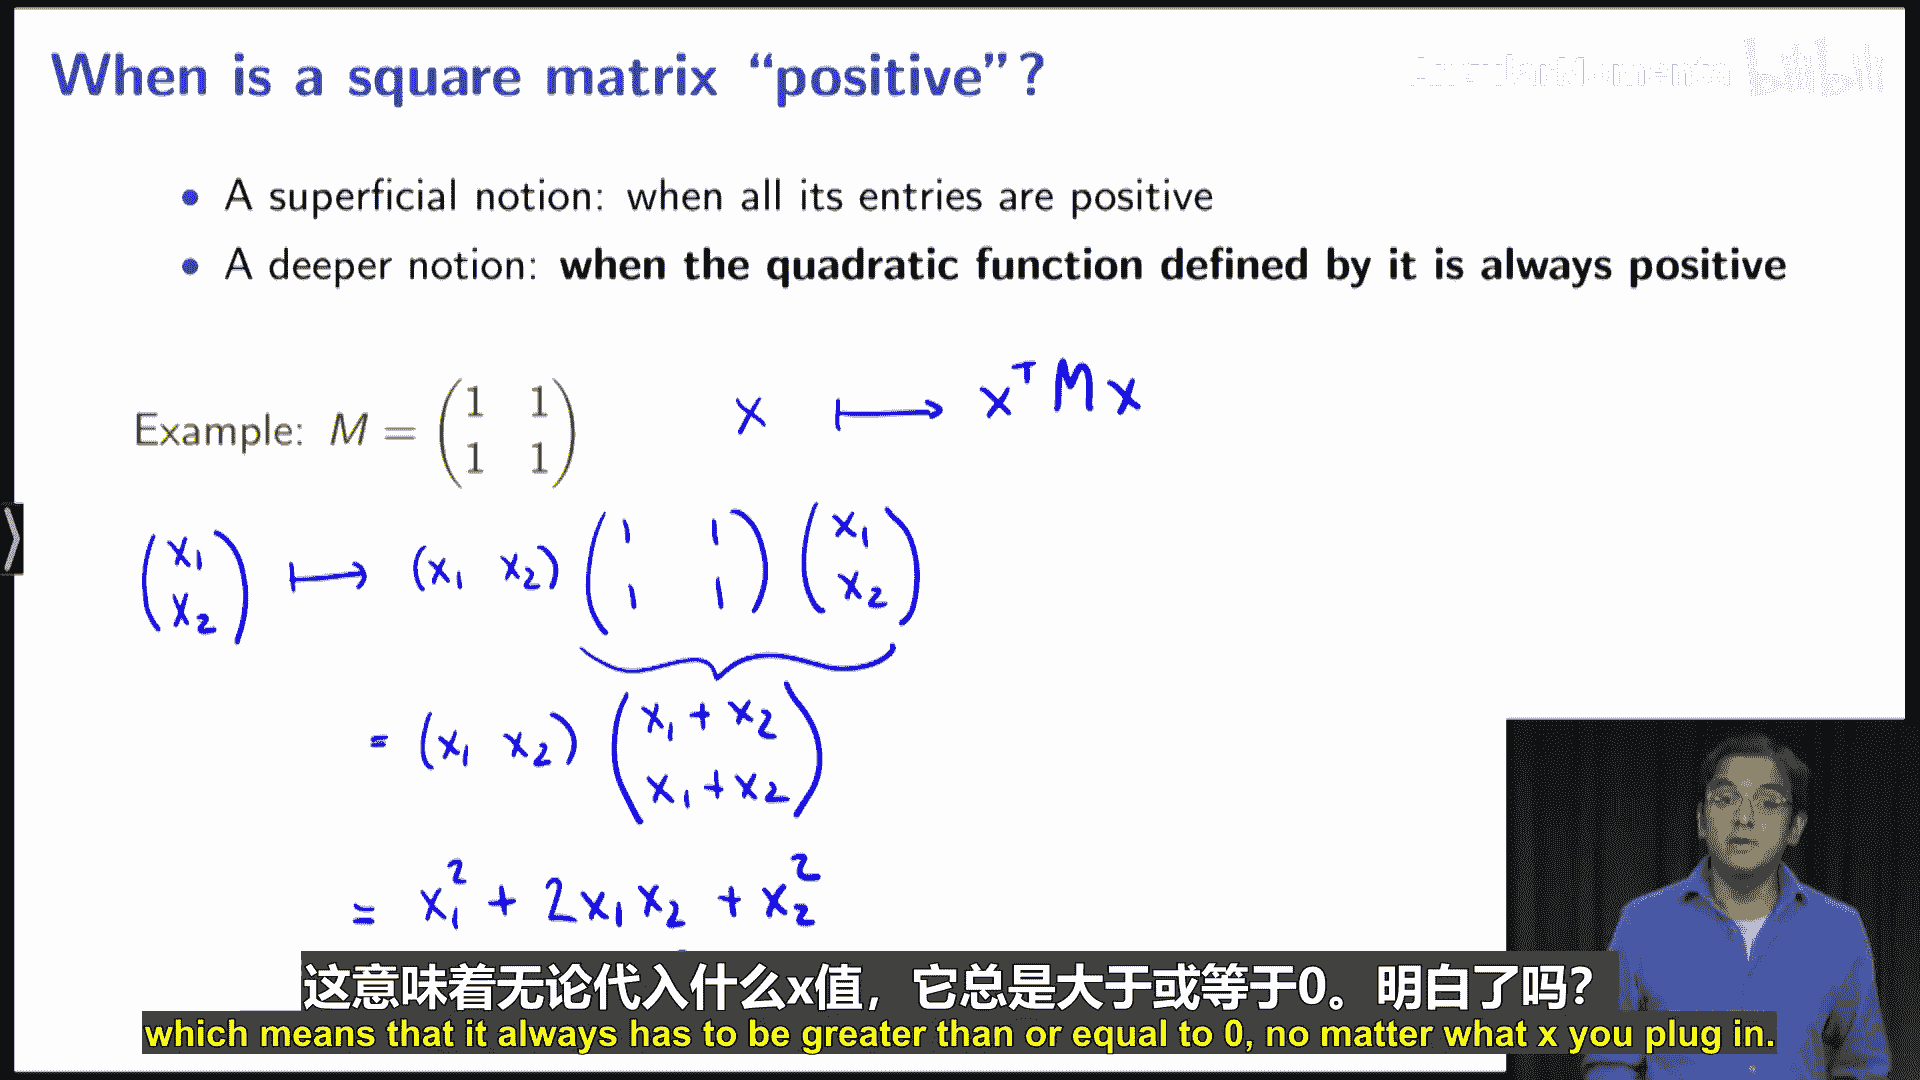 When is a square matrix “positive”?
bilibili
• A superficial notion: when all its entries are positive
• A deeper notion: when the quadratic function defined by it is always positive
Example: M = (1 1
1 1)
x ↦ xᵀ M x
(x₁
x₂) ↦ (x₁ x₂) (1 1
1 1) (x₁
x₂)
= (x₁ x₂) (x₁ + x₂
x₁ + x₂)
= x₁² + 2x₁x₂ + x₂²
这意味着无论代入什么x值，它总是大于或等于0。明白了吗？
which means that it always has to be greater than or equal to 0, no matter what x you plug in.